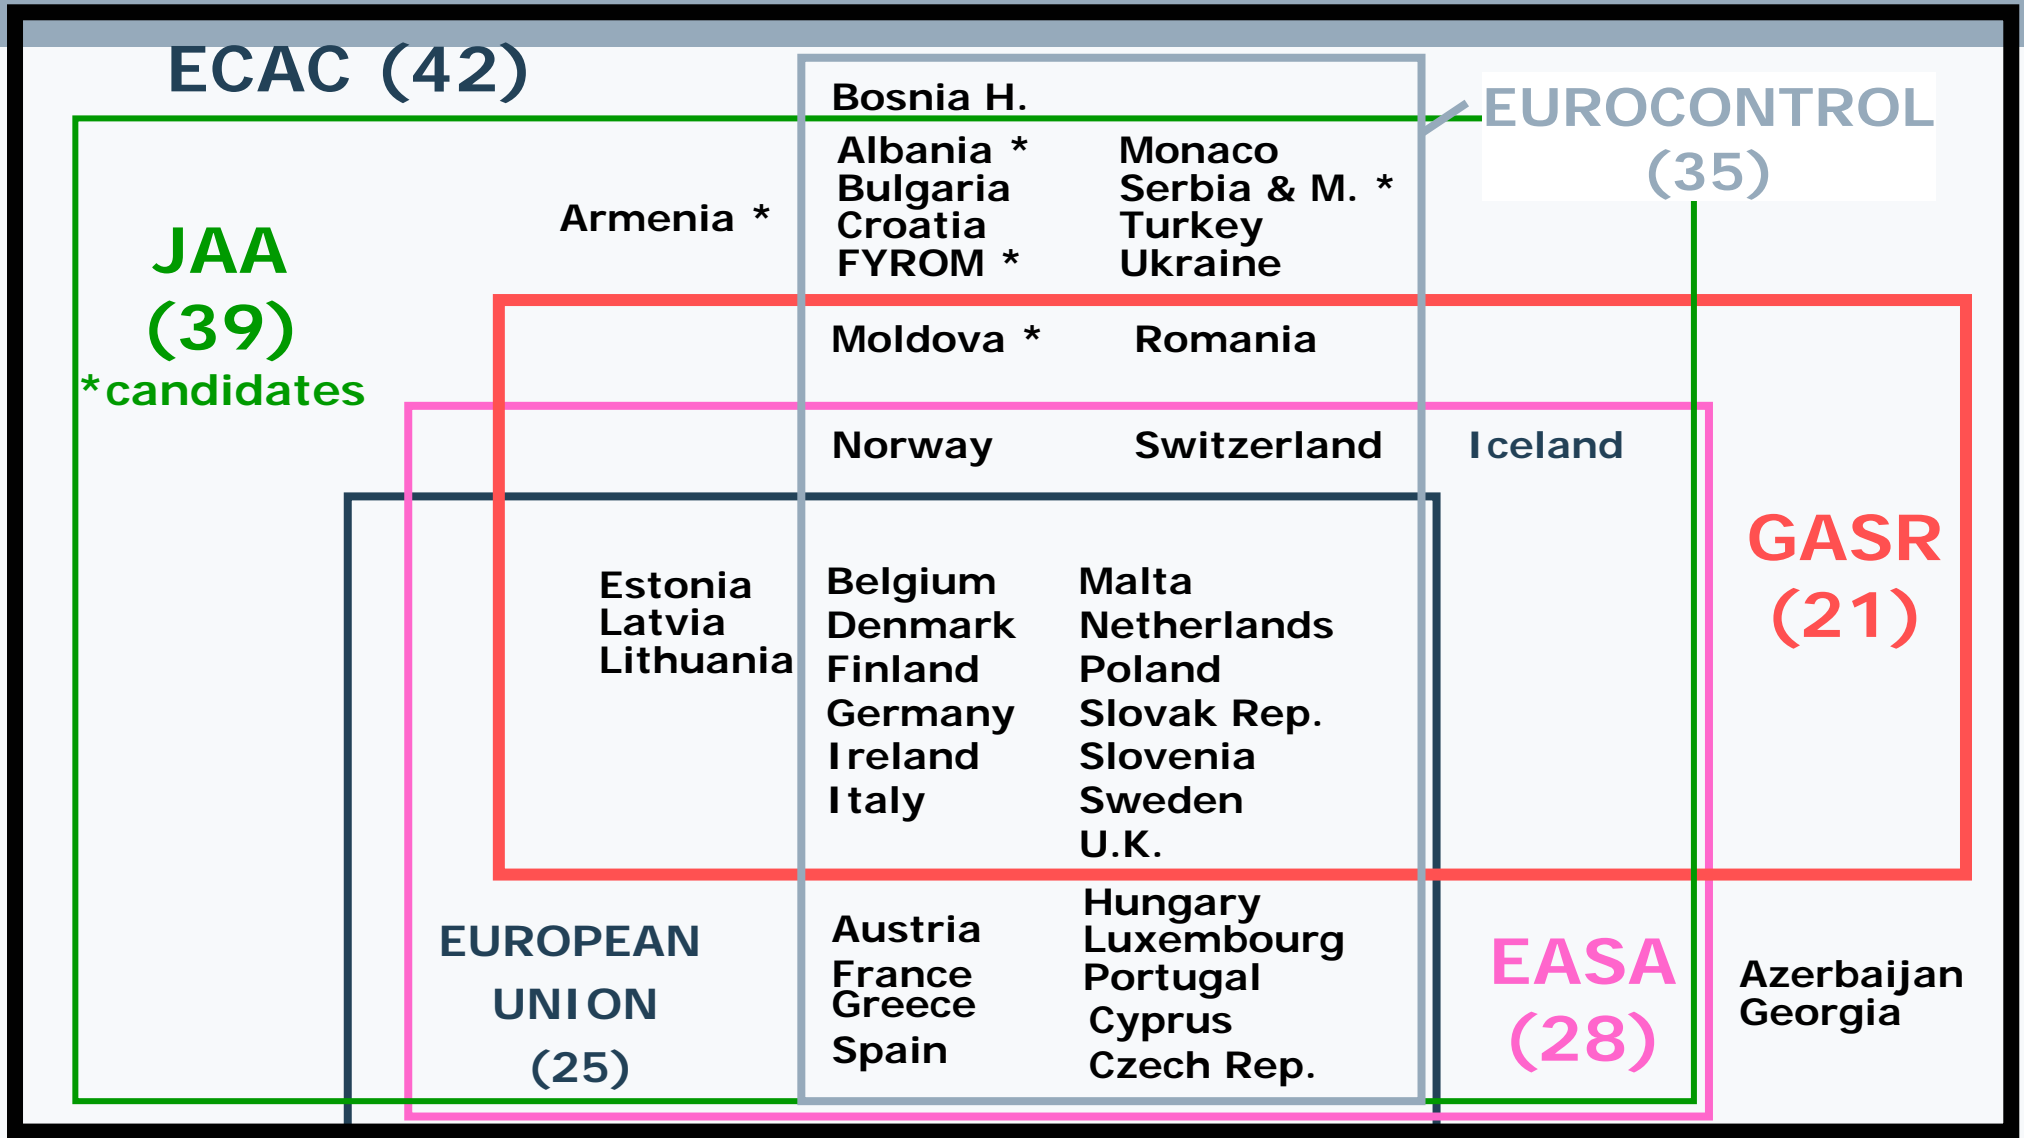 ECAC (42)
EUROCONTROL
(35)
Bosnia H.
Albania *
Bulgaria
Croatia
FYROM *
Monaco
Serbia & M. *
Turkey
Ukraine
Armenia *
JAA
(39)
*candidates
Moldova *
Romania
Norway
Switzerland
Iceland
GASR
(21)
Estonia
Latvia
Lithuania
Belgium
Denmark
Finland
Germany
Ireland
Italy
Malta
Netherlands
Poland
Slovak Rep.
Slovenia
Sweden
U.K.
EUROPEAN
UNION
(25)
Austria
France
Greece
Spain
Hungary
Luxembourg
Portugal
Cyprus
Czech Rep.
EASA
(28)
Azerbaijan
Georgia